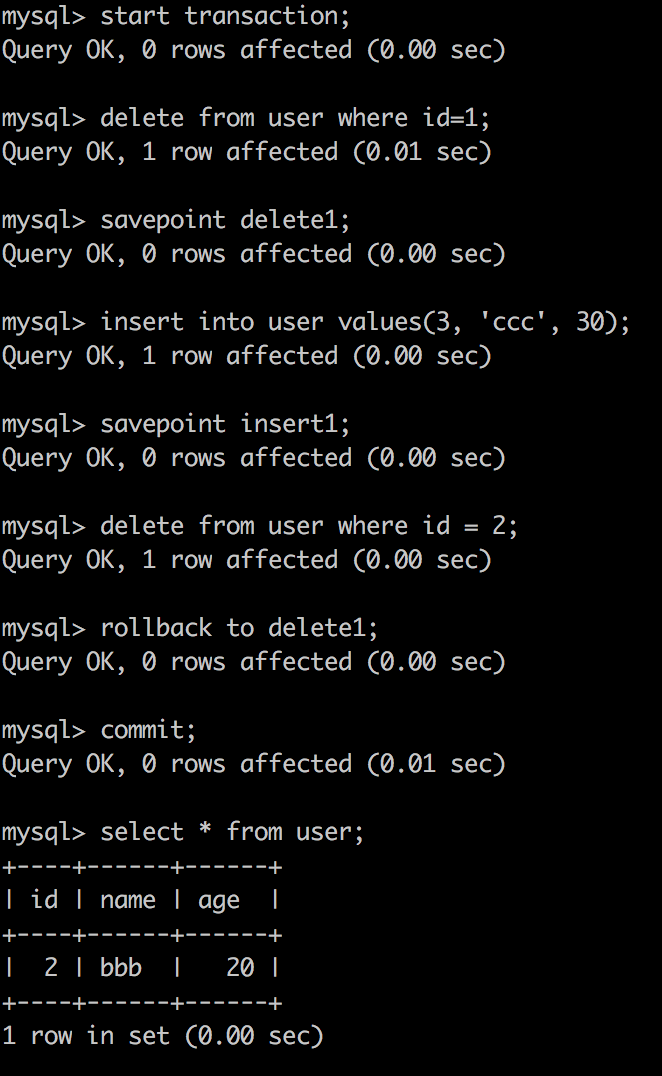 mysql> start transaction;
Query OK, 0 rows affected (0.00 sec)
mysql> delete from user where id=1;
Query OK, 1 row affected (0.01 sec)
mysql> savepoint delete1;
Query OK, 0 rows affected (0.00 sec)
mysql> insert into user values(3, 'ccc', 30);
Query OK, 1 row affected (0.00 sec)
mysql> savepoint insert1;
Query OK, 0 rows affected (0.00 sec)
mysql> delete from user where id = 2;
Query OK, 1 row affected (0.00 sec)
mysql> rollback to delete1;
Query OK, 0 rows affected (0.00 sec)
mysql> commit;
Query OK, 0 rows affected (0.01 sec)
mysql> select * from user;
+----+------+------+
| id | name | age  |
+----+------+------+
|  2 | bbb  |   20 |
+----+------+------+
1 row in set (0.00 sec)